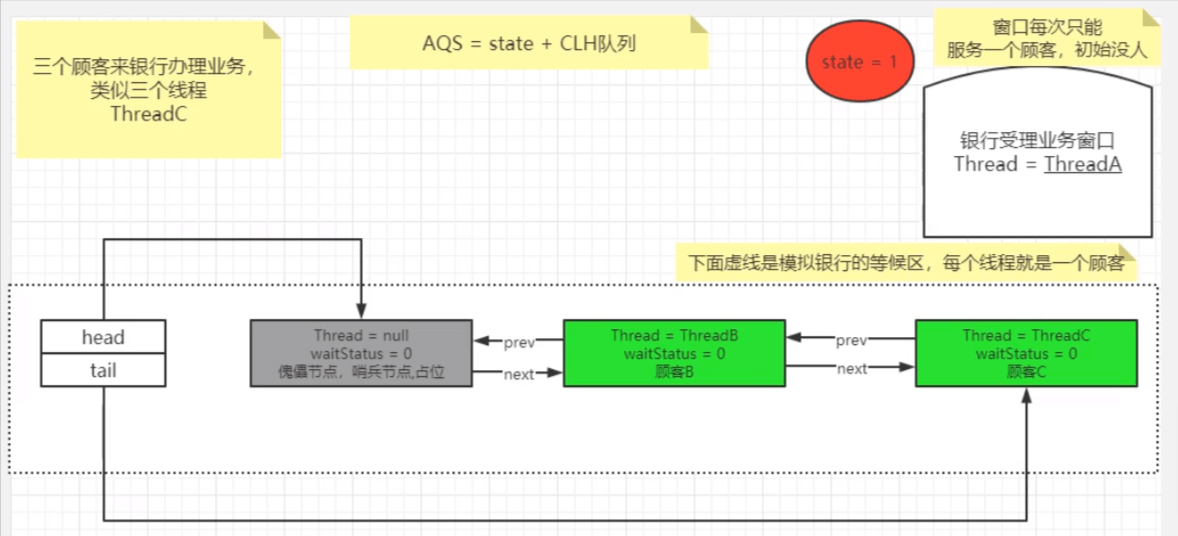 三个顾客来银行办理业务，
类似三个线程
ThreadC
AQS = state + CLH队列
state = 1
窗口每次只能
服务一个顾客，初始没人
银行受理业务窗口
Thread = ThreadA
下面虚线是模拟银行的等候区，每个线程就是一个顾客
head
tail
Thread = null
waitStatus = 0
傀儡节点，哨兵节点,占位
prev
next
Thread = ThreadB
waitStatus = 0
顾客B
prev
next
Thread = ThreadC
waitStatus = 0
顾客C